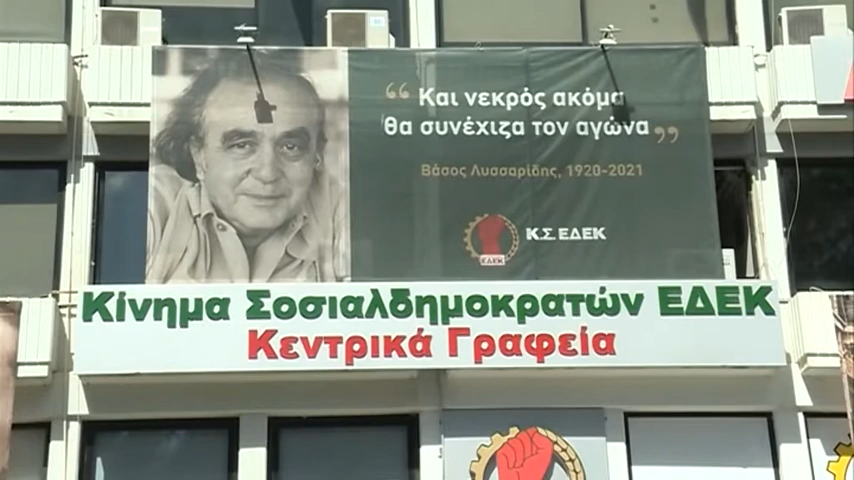 “ Και νεκρός ακόμα
θα συνέχιζα τον αγώνα ”
Βάσος Λυσσαρίδης, 1920-2021
Κ.Σ. ΕΔΕΚ
ΕΔΕΚ
Κίνημα Σοσιαλδημοκρατών ΕΔΕΚ
Κεντρικά Γραφεία